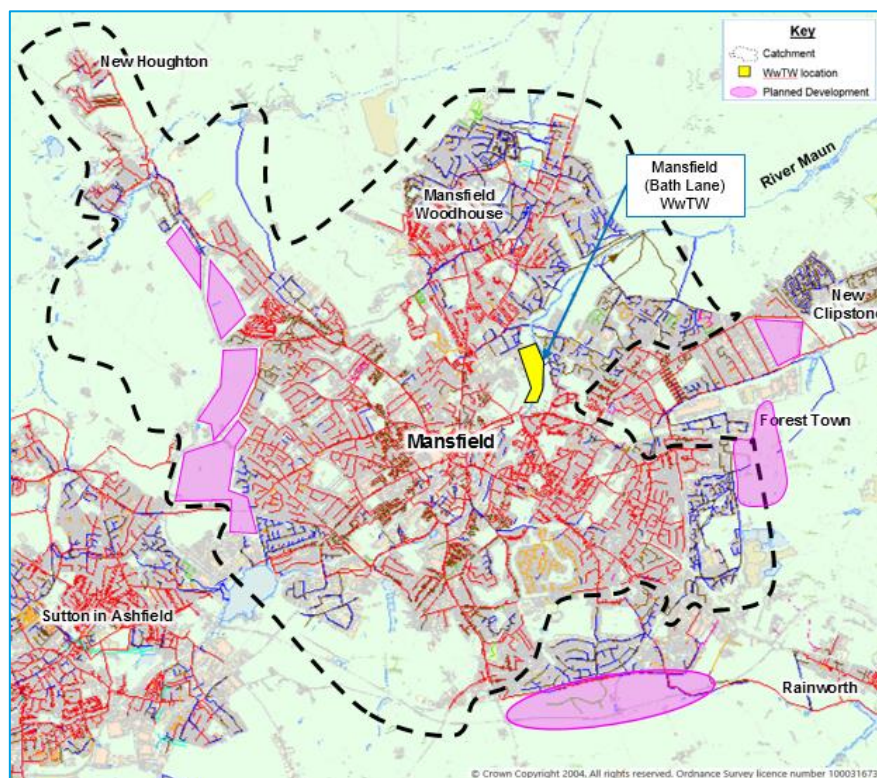 Key
Catchment
WwTW location
Planned Development
New Houghton
Mansfield
(Bath Lane)
WwTW
River Maun
Mansfield
Woodhouse
New
Clipstone
Forest Town
Mansfield
Sutton in Ashfield
Rainworth
© Crown Copyright 2004. All rights reserved. Ordnance Survey licence number 100031673